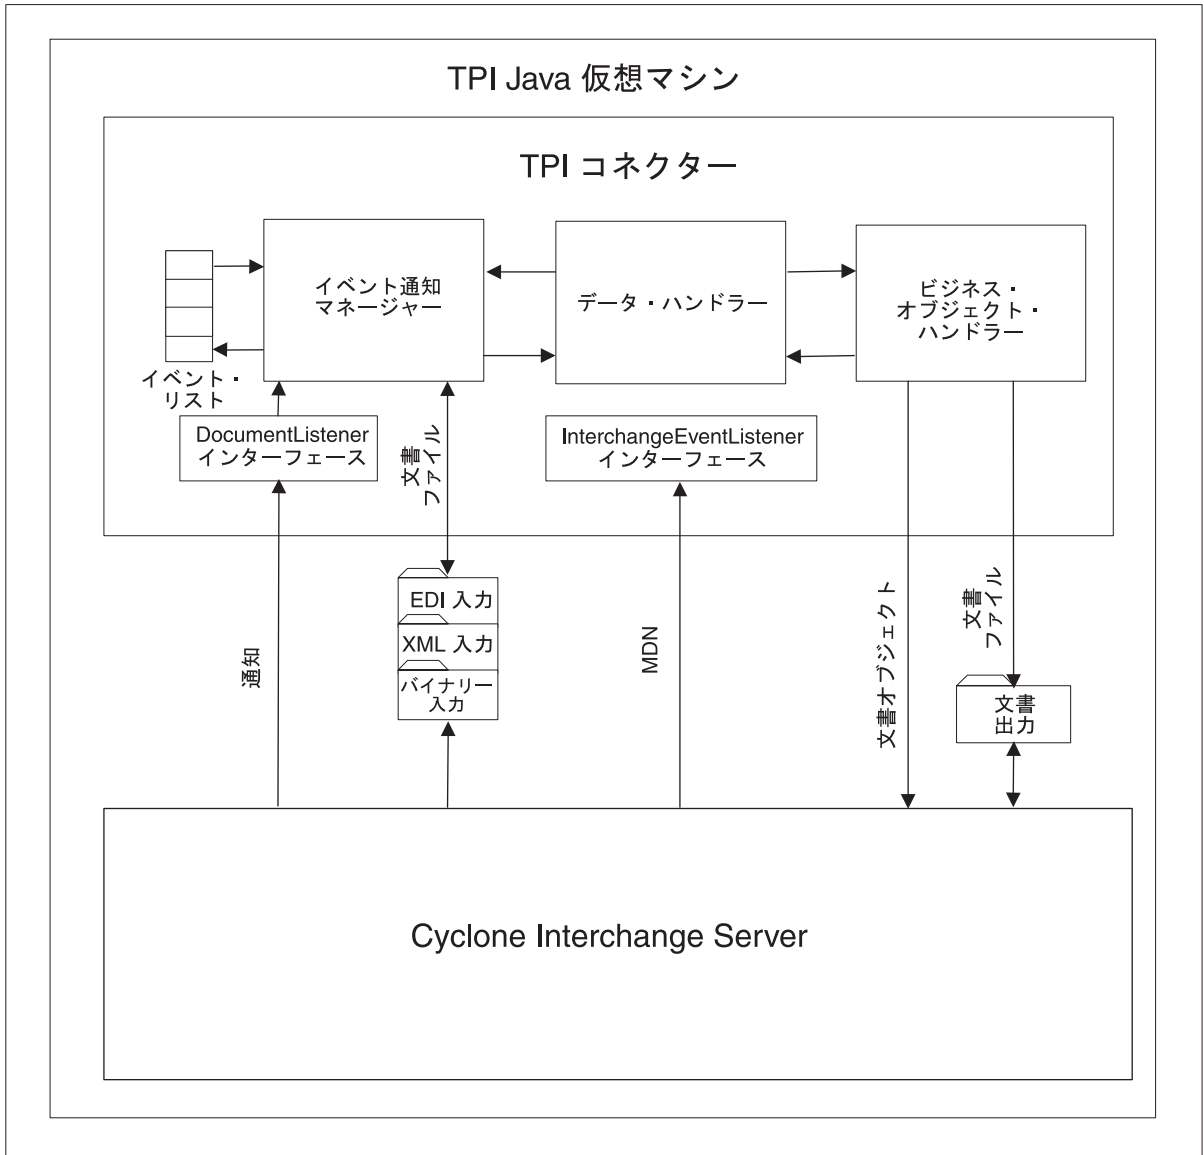 TPI Java 仮想マシン
TPI コネクター
イベント通知
マネージャー
データ・ハンドラー
ビジネス・
オブジェクト・
ハンドラー
イベント・
リスト
DocumentListener
インターフェース
文書
ファイル
InterchangeEventListener
インターフェース
通知
EDI 入力
XML 入力
バイナリー
入力
MDN
文書オブジェクト
文書
ファイル
文書
出力
Cyclone Interchange Server